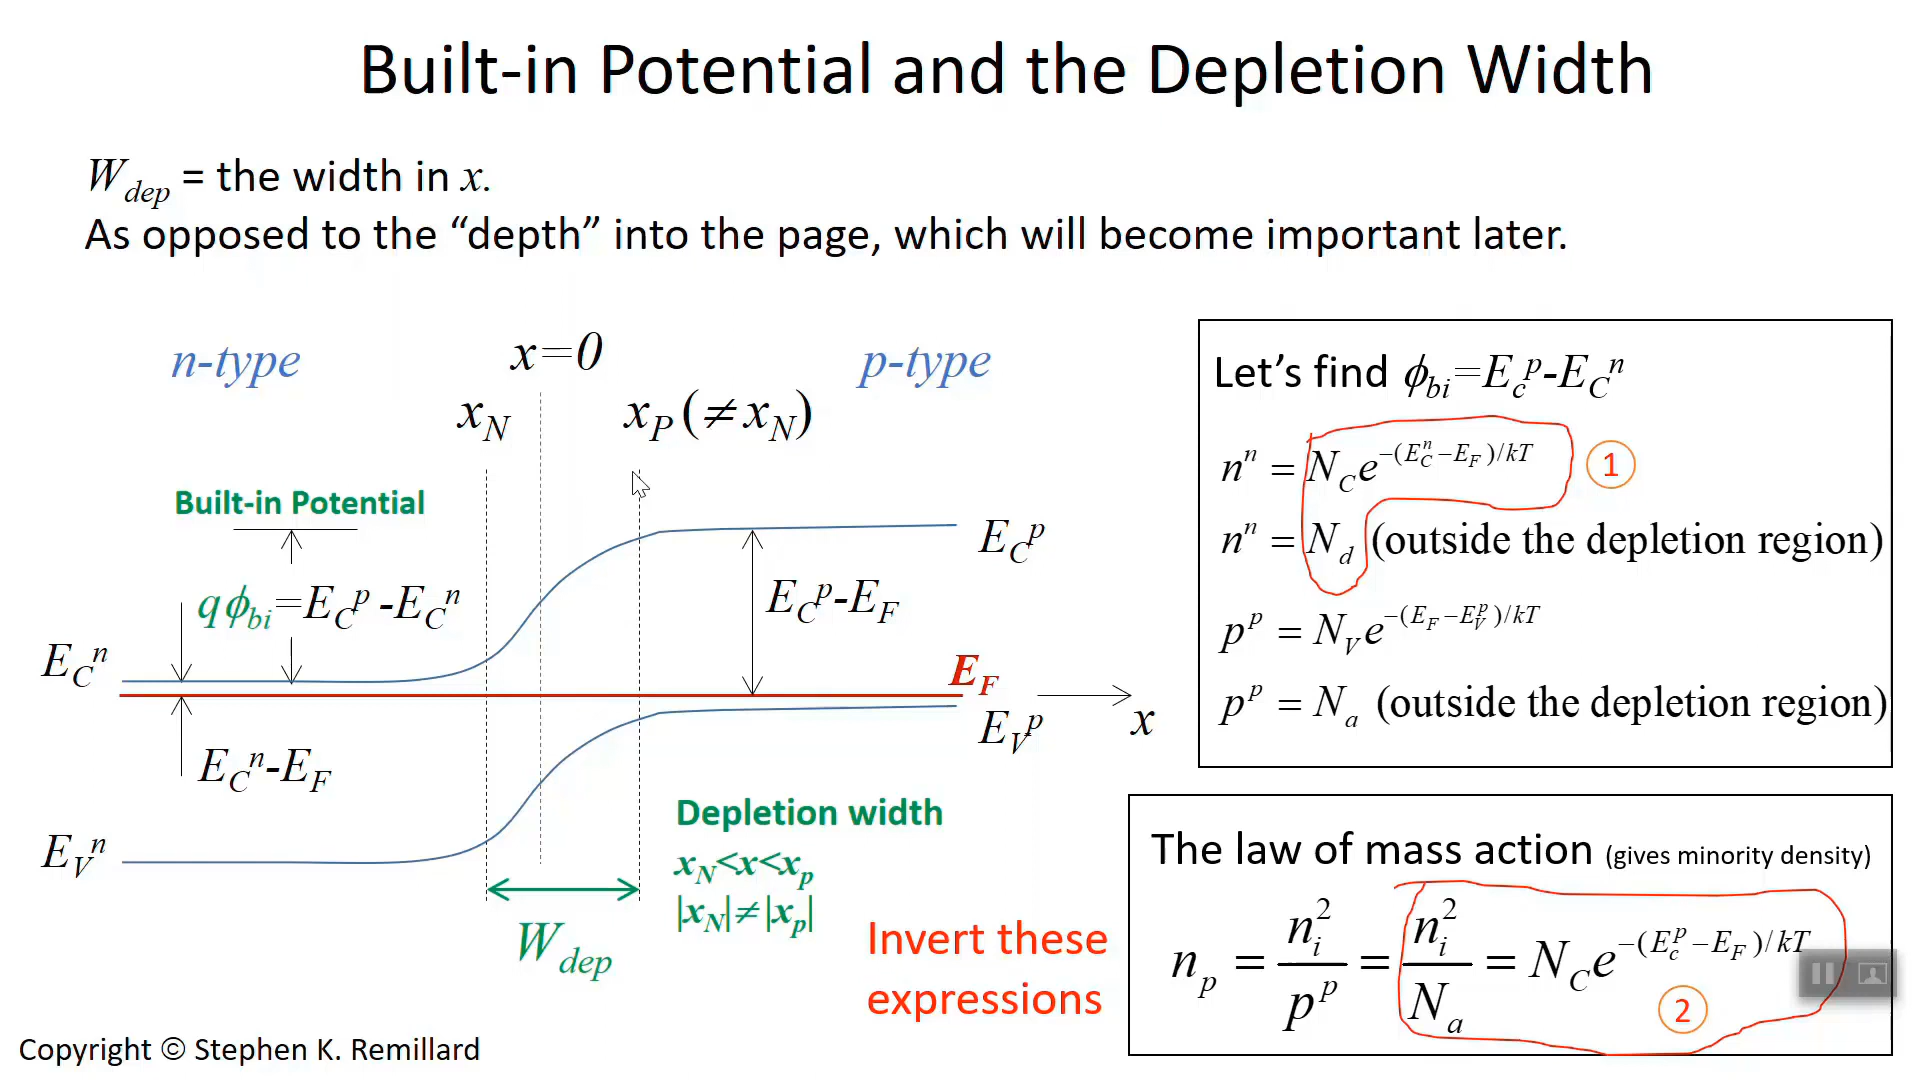 Built-in Potential and the Depletion Width
W_dep = the width in x.
As opposed to the “depth” into the page, which will become important later.
n-type
x=0
p-type
x_N
x_P (≠x_N)
Built-in Potential
qϕ_bi=E_C^p-E_C^n
E_C^p
E_C^p-E_F
E_C^n
E_F
E_V^p
x
E_C^n-E_F
E_V^n
Depletion width
x_N<x<x_p
|x_N|≠|x_p|
W_dep
Invert these
expressions
Let’s find ϕ_bi=E_c^p-E_C^n
n^n = N_C e^{-(E_C^n-E_F)/kT}
1
n^n = N_d (outside the depletion region)
p^p = N_V e^{-(E_F-E_V^p)/kT}
p^p = N_a (outside the depletion region)
The law of mass action (gives minority density)
n_p = n_i^2/p^p = n_i^2/N_a = N_C e^{-(E_c^p-E_F)/kT}
2
Copyright © Stephen K. Remillard